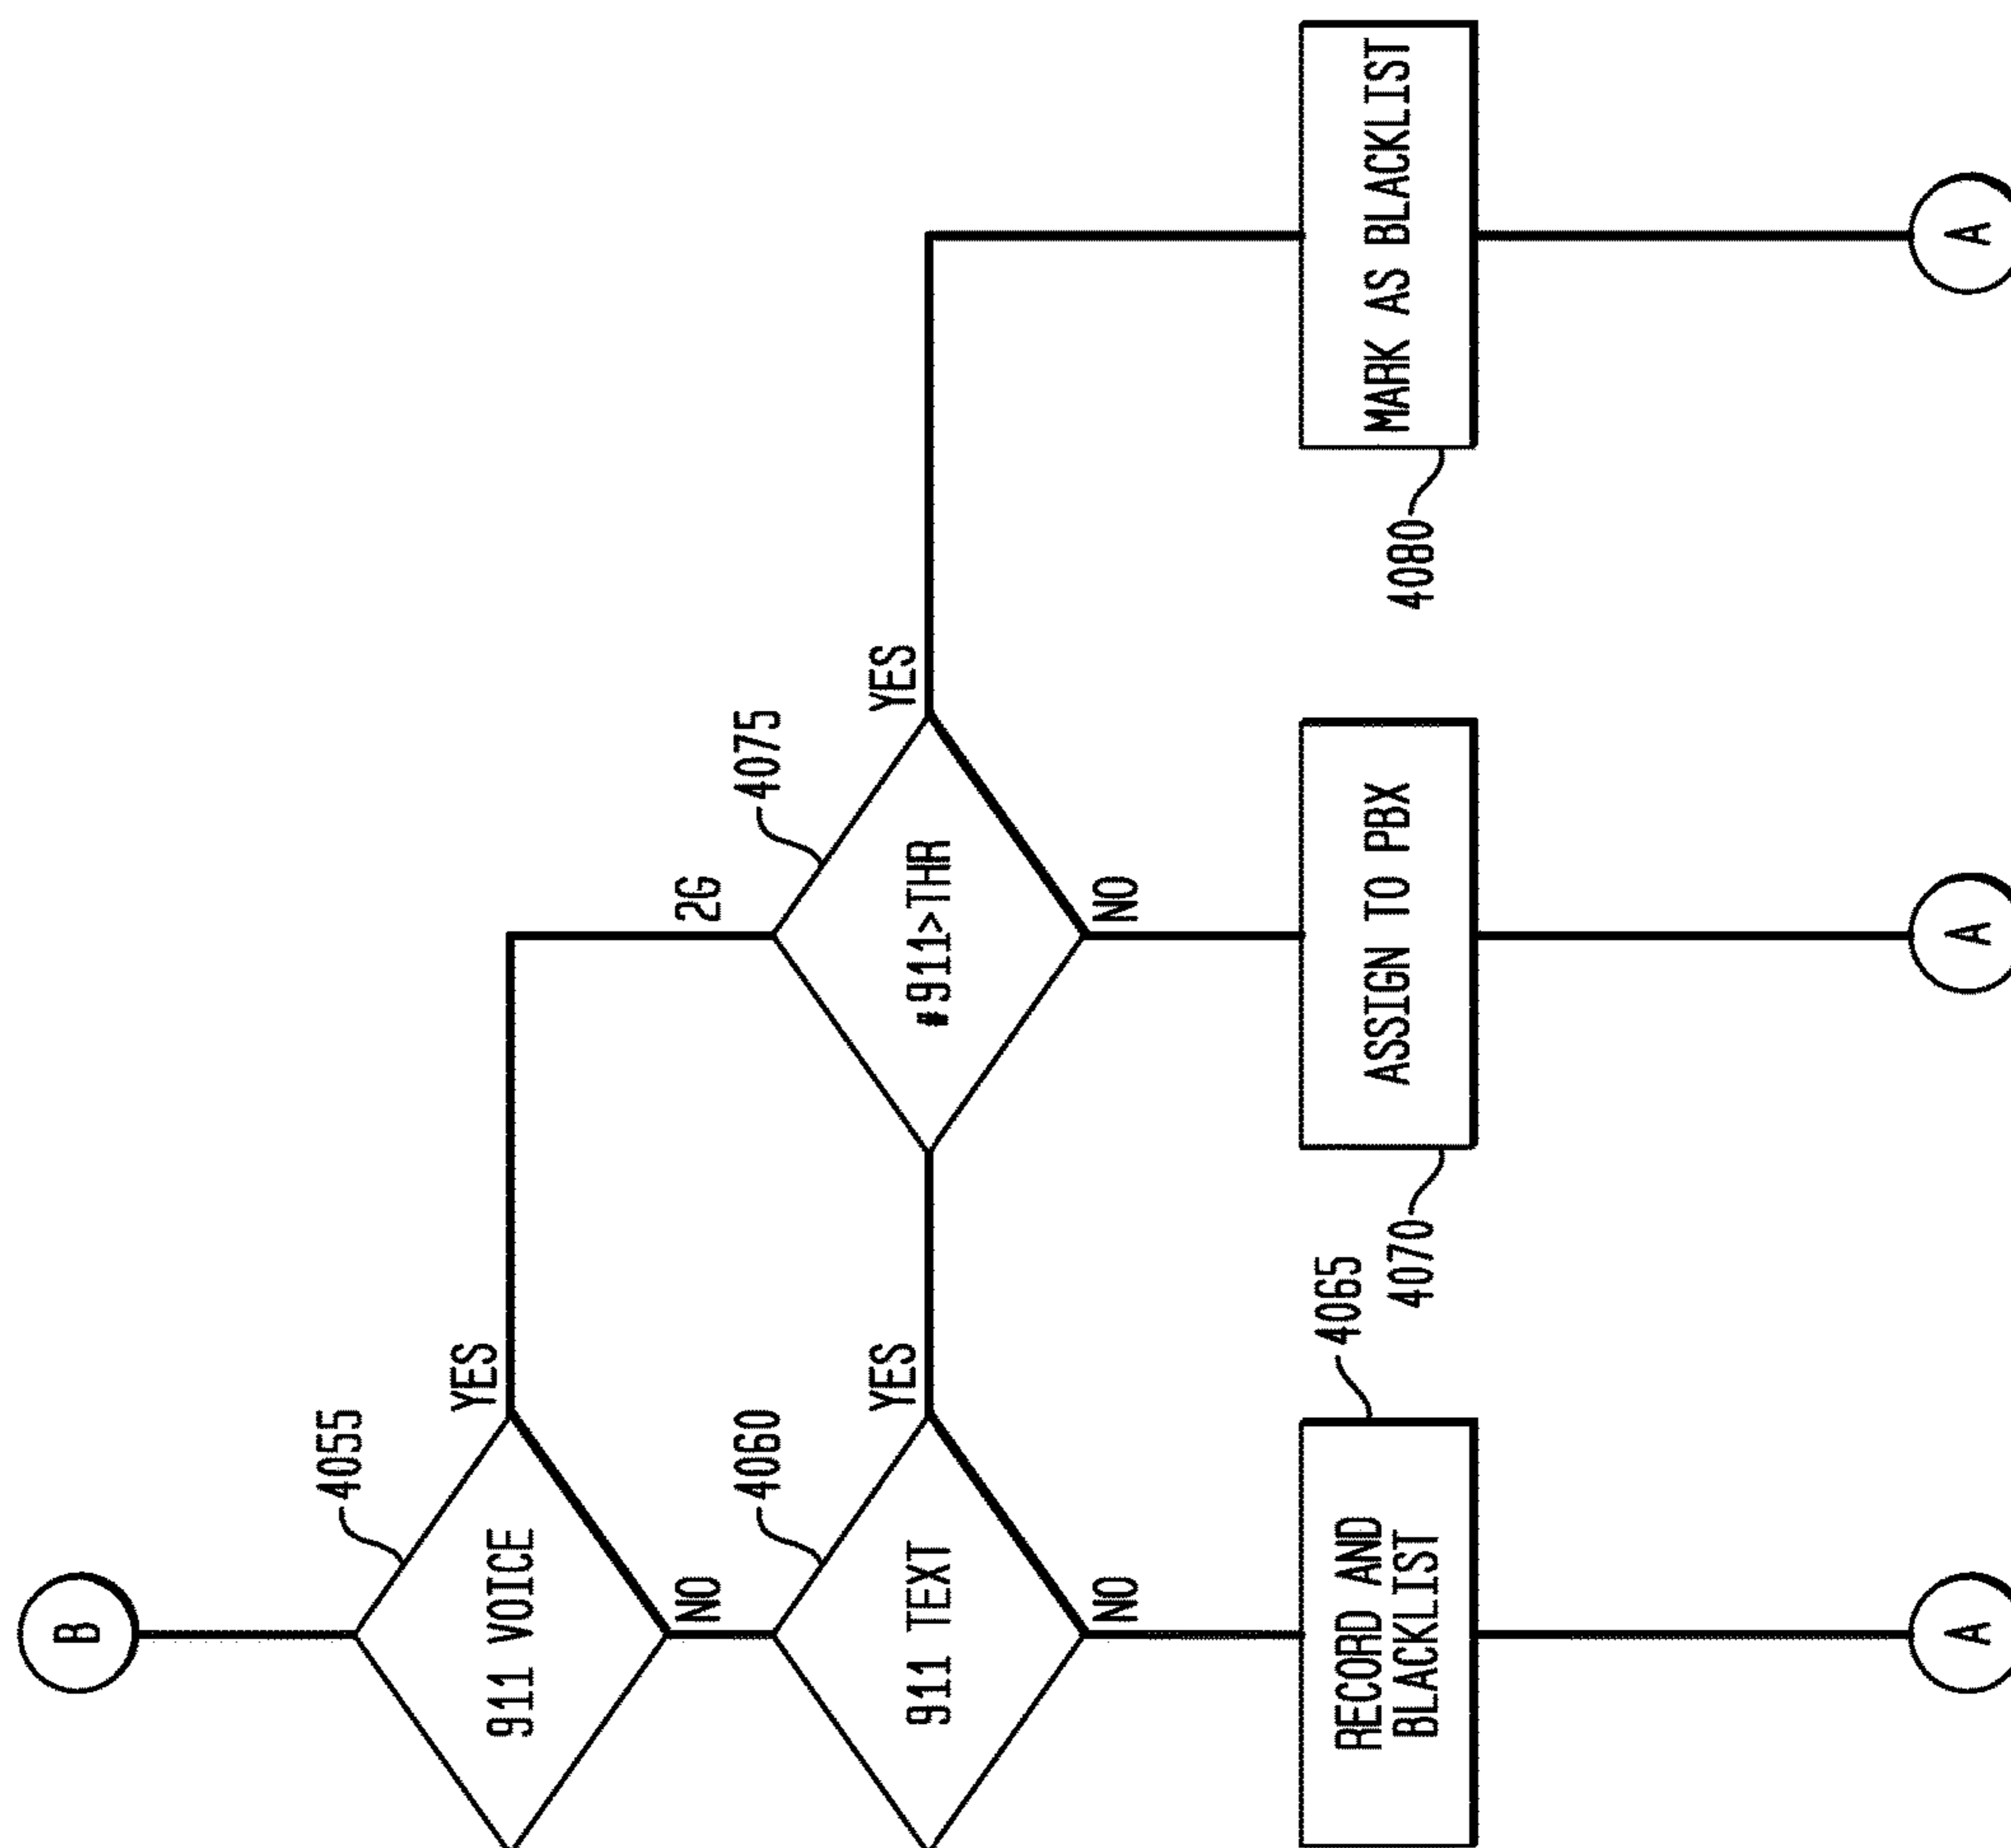 B
911 VOICE
4055
YES
NO
911 TEXT
4060
YES
NO
2G
#911>THR
4075
YES
NO
RECORD AND
BLACKLIST
4065
ASSIGN TO PBX
4070
MARK AS BLACKLIST
4080
A
A
A